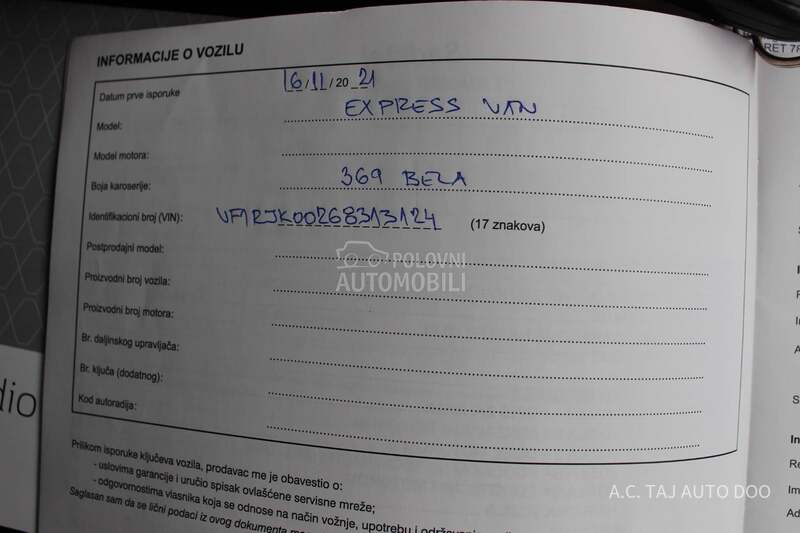 INFORMACIJE O VOZILU
Datum prve isporuke 16/11/2021
Model: EXPRESS VAN
Model motora:
Boja karoserije: 369 BELA
Identifikacioni broj (VIN): VF1RJK00268313124 (17 znakova)
Postprodajni model:
Proizvodni broj vozila:
Proizvodni broj motora:
Br. daljinskog upravljača:
Br. ključa (dodatnog):
Kod autoradija:
Prilikom isporuke ključeva vozila, prodavac me je obavestio o:
- uslovima garancije i uručio spisak ovlašćene servisne mreže;
- odgovornostima vlasnika koja se odnose na način vožnje, upotrebu i
Saglasan sam da se lični podaci iz ovog dokumenta
POLOVNI
AUTOMOBILI
A.C. TAJ AUTO DOO
dio
RET